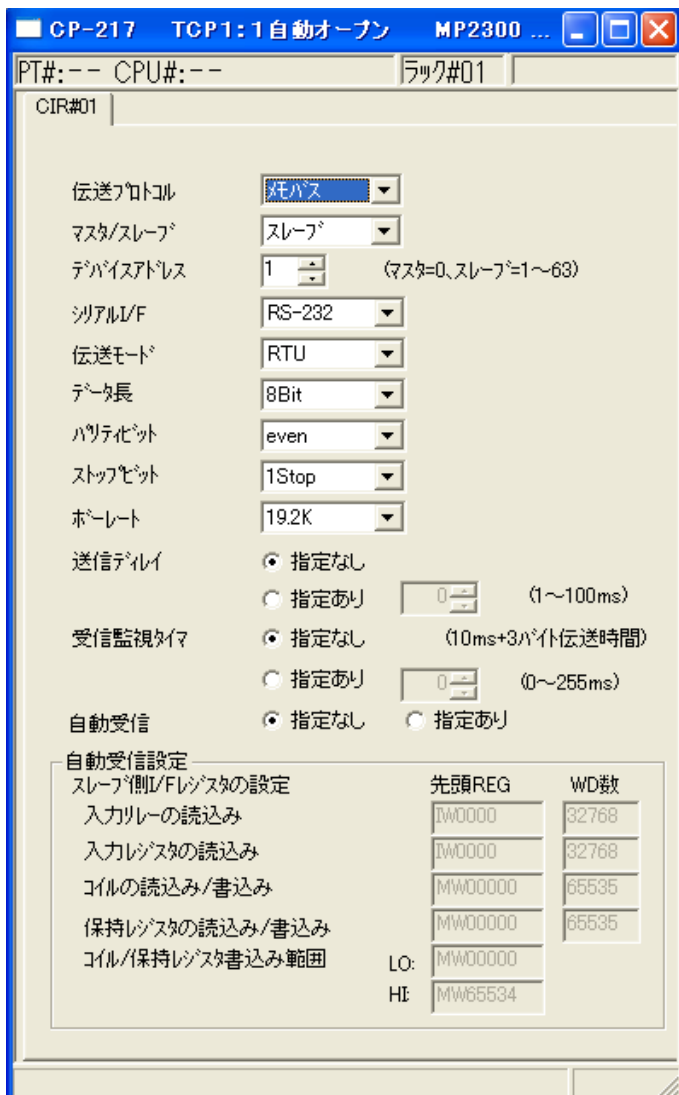 CP-217 TCP1:1自動オープン MP2300 ...
PT#:-- CPU#:-- ﾗｯｸ#01
CIR#01
伝送ﾌﾟﾛﾄｺﾙ ﾒﾓﾊﾞｽ
ﾏｽﾀ/ｽﾚｰﾌﾞ ｽﾚｰﾌﾞ
ﾃﾞﾊﾞｲｽｱﾄﾞﾚｽ 1 (ﾏｽﾀ=0､ｽﾚｰﾌﾞ=1～63)
ｼﾘｱﾙI/F RS-232
伝送ﾓｰﾄﾞ RTU
ﾃﾞｰﾀ長 8Bit
ﾊﾟﾘﾃｨﾋﾞｯﾄ even
ｽﾄｯﾌﾟﾋﾞｯﾄ 1Stop
ﾎﾞｰﾚｰﾄ 19.2K
送信ﾃﾞｨﾚｲ 指定なし
指定あり 0 (1～100ms)
受信監視ﾀｲﾏ 指定なし (10ms+3ﾊﾞｲﾄ伝送時間)
指定あり 0 (0～255ms)
自動受信 指定なし 指定あり
自動受信設定
ｽﾚｰﾌﾞ側I/Fﾚｼﾞｽﾀの設定 先頭REG WD数
入力ﾘﾚｰの読込み IW0000 32768
入力ﾚｼﾞｽﾀの読込み IW0000 32768
ｺｲﾙの読込み/書込み MW00000 65535
保持ﾚｼﾞｽﾀの読込み/書込み MW00000 65535
ｺｲﾙ/保持ﾚｼﾞｽﾀ書込み範囲 LO: MW00000
HI: MW65534